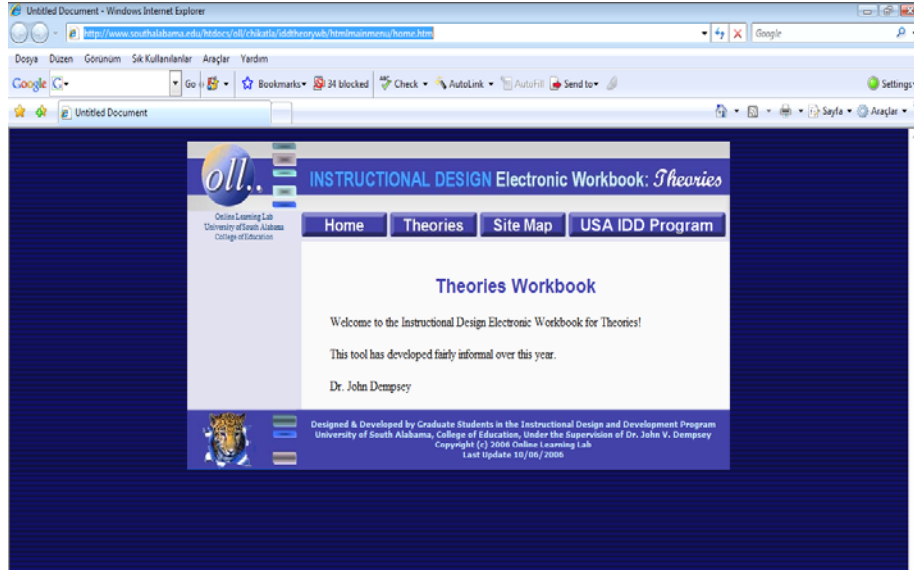 Untitled Document - Windows Internet Explorer
http://www.southalabama.edu/htdocs/oll/chikatla/iddtheorywb/htmlmainmenu/home.htm
Google
Dosya Düzen Görünüm Sık Kullanılanlar Araçlar Yardım
Google G Go Bookmarks 34 blocked Check AutoLink AutoFill Send to Settings
Untitled Document Sayfa Araçlar
oll..
INSTRUCTIONAL DESIGN Electronic Workbook: Theories
Online Learning Lab
University of South Alabama
College of Education
Home Theories Site Map USA IDD Program
Theories Workbook
Welcome to the Instructional Design Electronic Workbook for Theories!
This tool has developed fairly informal over this year.
Dr. John Dempsey
Designed & Developed by Graduate Students in the Instructional Design and Development Program
University of South Alabama, College of Education, Under the Supervision of Dr. John V. Dempsey
Copyright (c) 2006 Online Learning Lab
Last Update 10/06/2006